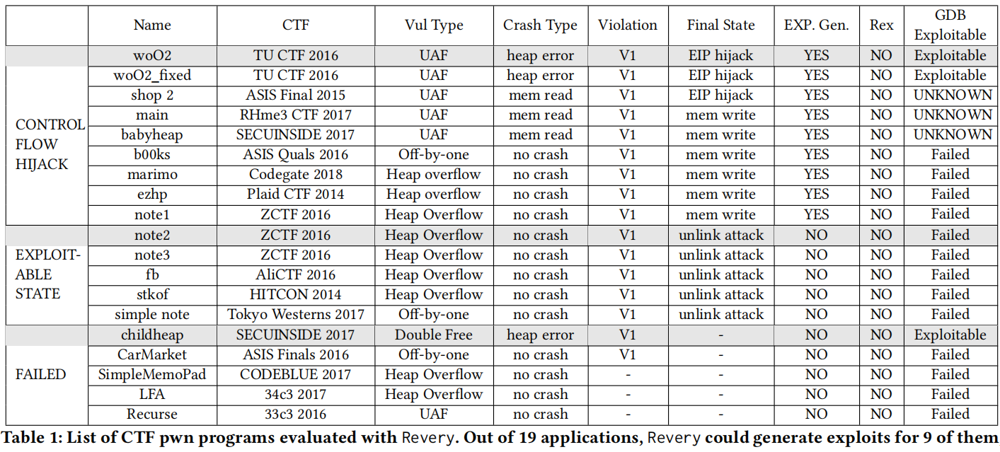 Name CTF Vul Type Crash Type Violation Final State EXP. Gen. Rex GDB Exploitable
woO2 TU CTF 2016 UAF heap error V1 EIP hijack YES NO Exploitable
woO2_fixed TU CTF 2016 UAF heap error V1 EIP hijack YES NO Exploitable
shop 2 ASIS Final 2015 UAF mem read V1 EIP hijack YES NO UNKNOWN
main RHme3 CTF 2017 UAF mem read V1 mem write YES NO UNKNOWN
CONTROL
FLOW
HIJACK
babyheap SECUINSIDE 2017 UAF mem read V1 mem write YES NO UNKNOWN
b00ks ASIS Quals 2016 Off-by-one no crash V1 mem write YES NO Failed
marimo Codegate 2018 Heap overflow no crash V1 mem write YES NO Failed
ezhp Plaid CTF 2014 Heap overflow no crash V1 mem write YES NO Failed
note1 ZCTF 2016 Heap Overflow no crash V1 mem write YES NO Failed
note2 ZCTF 2016 Heap Overflow no crash V1 unlink attack NO NO Failed
EXPLOIT-
ABLE
STATE
note3 ZCTF 2016 Heap Overflow no crash V1 unlink attack NO NO Failed
fb AliCTF 2016 Heap Overflow no crash V1 unlink attack NO NO Failed
stkof HITCON 2014 Heap Overflow no crash V1 unlink attack NO NO Failed
simple note Tokyo Westerns 2017 Off-by-one no crash V1 unlink attack NO NO Failed
childheap SECUINSIDE 2017 Double Free heap error V1 - NO NO Exploitable
CarMarket ASIS Finals 2016 Off-by-one no crash V1 - NO NO Failed
FAILED SimpleMemoPad CODEBLUE 2017 Heap Overflow no crash - - NO NO Failed
LFA 34c3 2017 Heap Overflow no crash - - NO NO Failed
Recurse 33c3 2016 UAF no crash - - NO NO Failed
Table 1: List of CTF pwn programs evaluated with Revery. Out of 19 applications, Revery could generate exploits for 9 of them